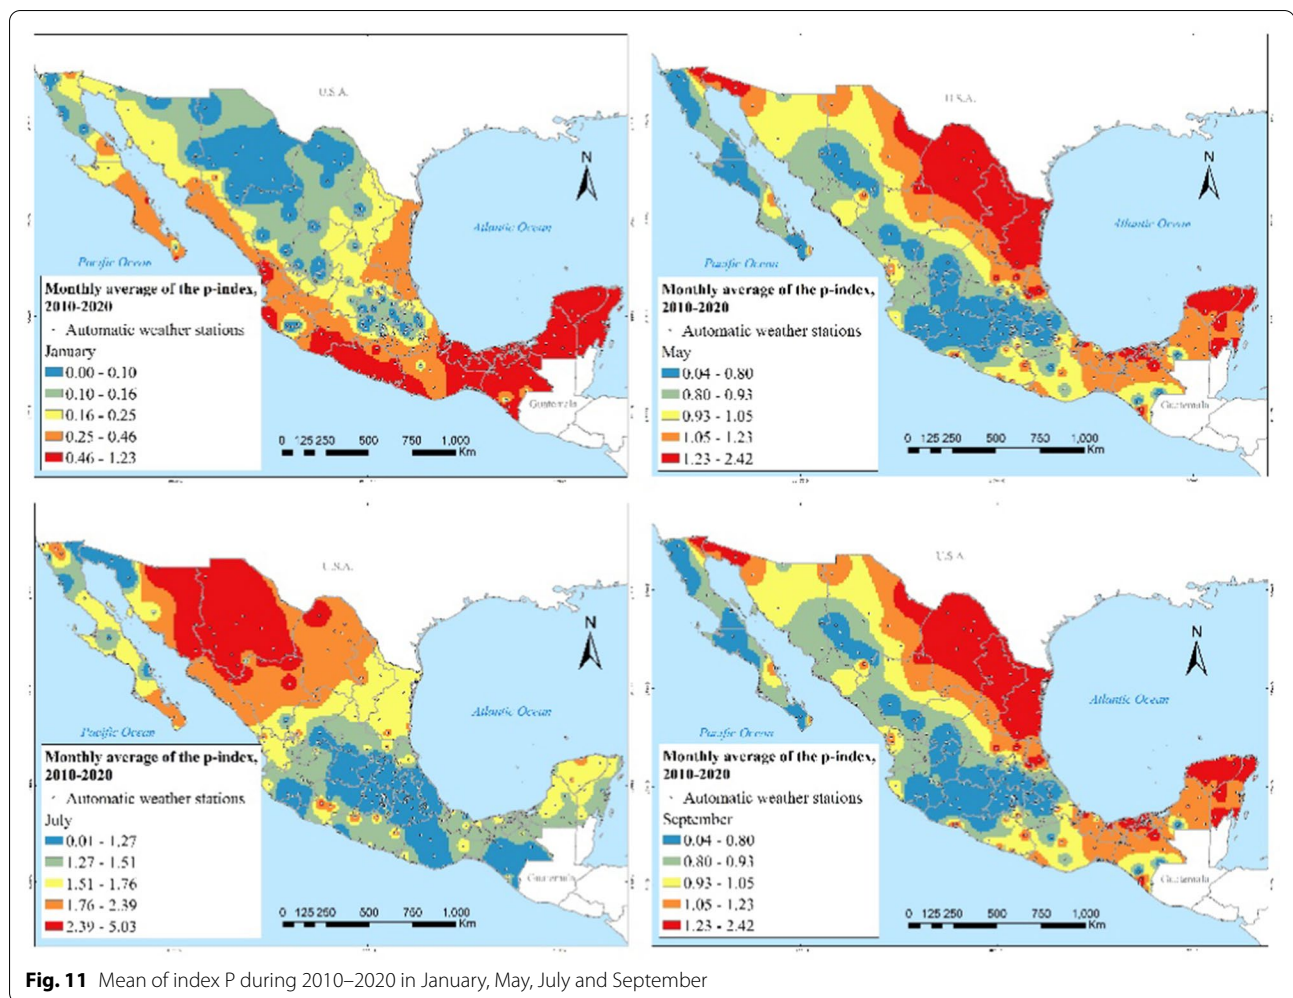 U.S.A.
N
Atlantic Ocean
Pacific Ocean
Monthly average of the p-index,
2010-2020
Automatic weather stations
January
0.00 - 0.10
0.10 - 0.16
0.16 - 0.25
0.25 - 0.46
0.46 - 1.23
Guatemala
0 125 250 500 750 1,000
Km
U.S.A.
N
Atlantic Ocean
Pacific Ocean
Monthly average of the p-index,
2010-2020
Automatic weather stations
May
0.04 - 0.80
0.80 - 0.93
0.93 - 1.05
1.05 - 1.23
1.23 - 2.42
Guatemala
0 125 250 500 750 1,000
Km
U.S.A.
N
Atlantic Ocean
Pacific Ocean
Monthly average of the p-index,
2010-2020
Automatic weather stations
July
0.01 - 1.27
1.27 - 1.51
1.51 - 1.76
1.76 - 2.39
2.39 - 5.03
Guatemala
0 125 250 500 750 1,000
Km
U.S.A.
N
Atlantic Ocean
Pacific Ocean
Monthly average of the p-index,
2010-2020
Automatic weather stations
September
0.04 - 0.80
0.80 - 0.93
0.93 - 1.05
1.05 - 1.23
1.23 - 2.42
Guatemala
0 125 250 500 750 1,000
Km
Fig. 11 Mean of index P during 2010–2020 in January, May, July and September